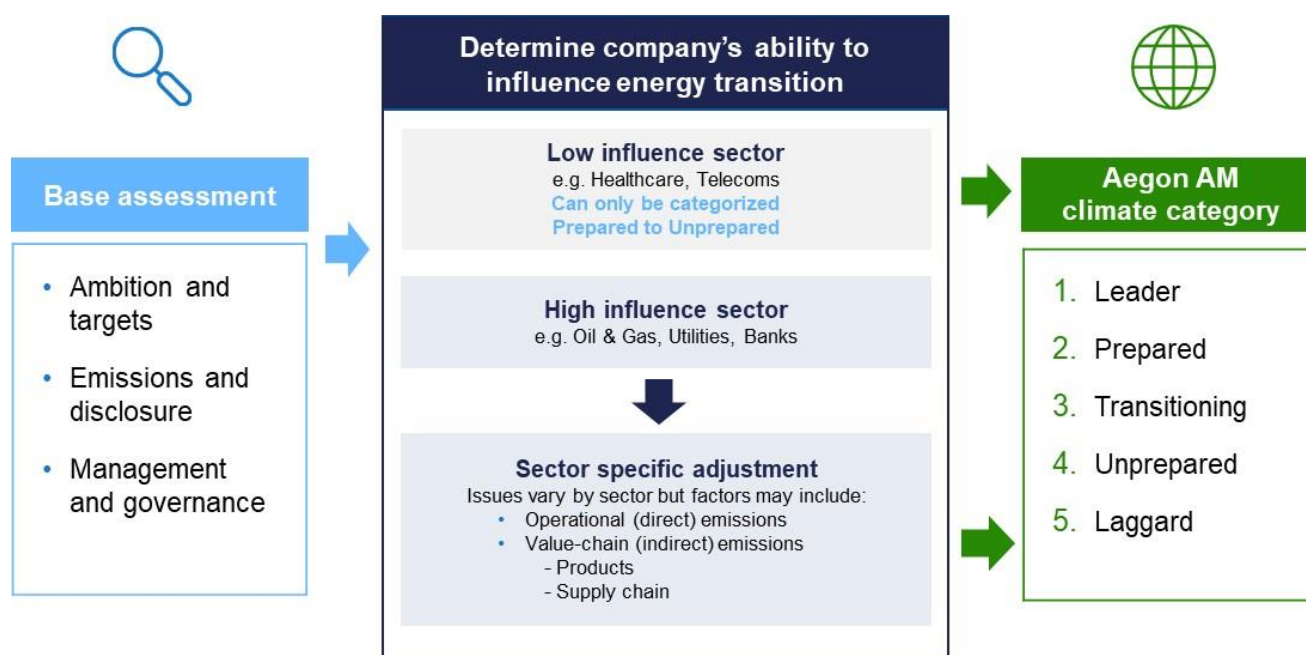 Base assessment
• Ambition and
targets
• Emissions and
disclosure
• Management
and governance
Determine company’s ability to
influence energy transition
Low influence sector
e.g. Healthcare, Telecoms
Can only be categorized
Prepared to Unprepared
High influence sector
e.g. Oil & Gas, Utilities, Banks
Sector specific adjustment
Issues vary by sector but factors may include:
• Operational (direct) emissions
• Value-chain (indirect) emissions
- Products
- Supply chain
Aegon AM
climate category
1. Leader
2. Prepared
3. Transitioning
4. Unprepared
5. Laggard